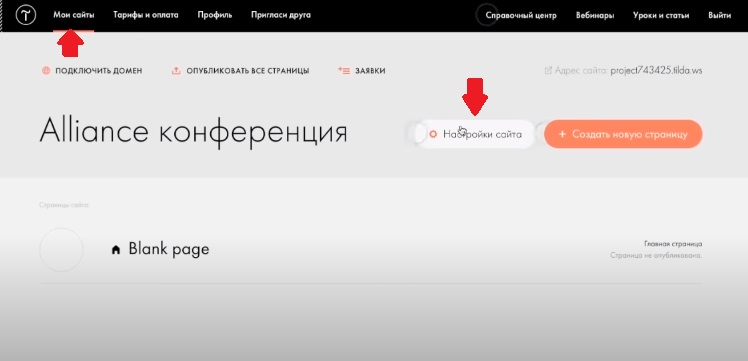 Мои сайты Тарифы и оплата Профиль Пригласи друга Справочный центр Вебинары Уроки и статьи Выйти
ПОДКЛЮЧИТЬ ДОМЕН ОПУБЛИКОВАТЬ ВСЕ СТРАНИЦЫ ЗАЯВКИ Адрес сайта: project743425.tilda.ws
Alliance конференция Настройки сайта + Создать новую страницу
Страницы сайта:
Blank page Главная страница
Страница не опубликована.